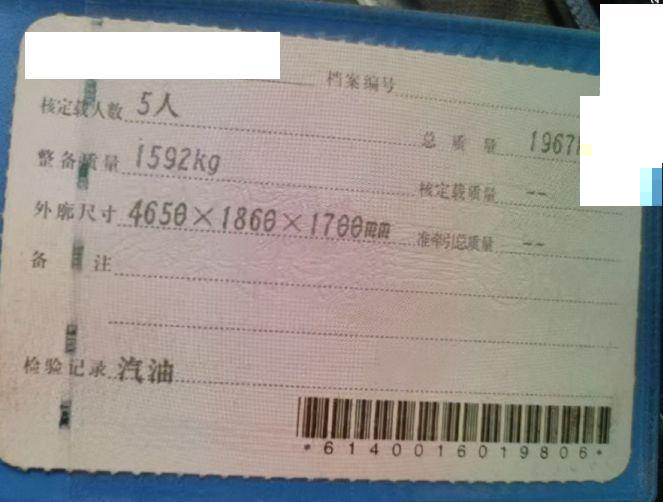 档案编号
核定载人数 5人
总质量 1967
整备质量 1592kg
核定载质量 --
外廓尺寸 4650×1860×1700mm
准牵引总质量 --
备注
检验记录 汽油
*6140016019806*